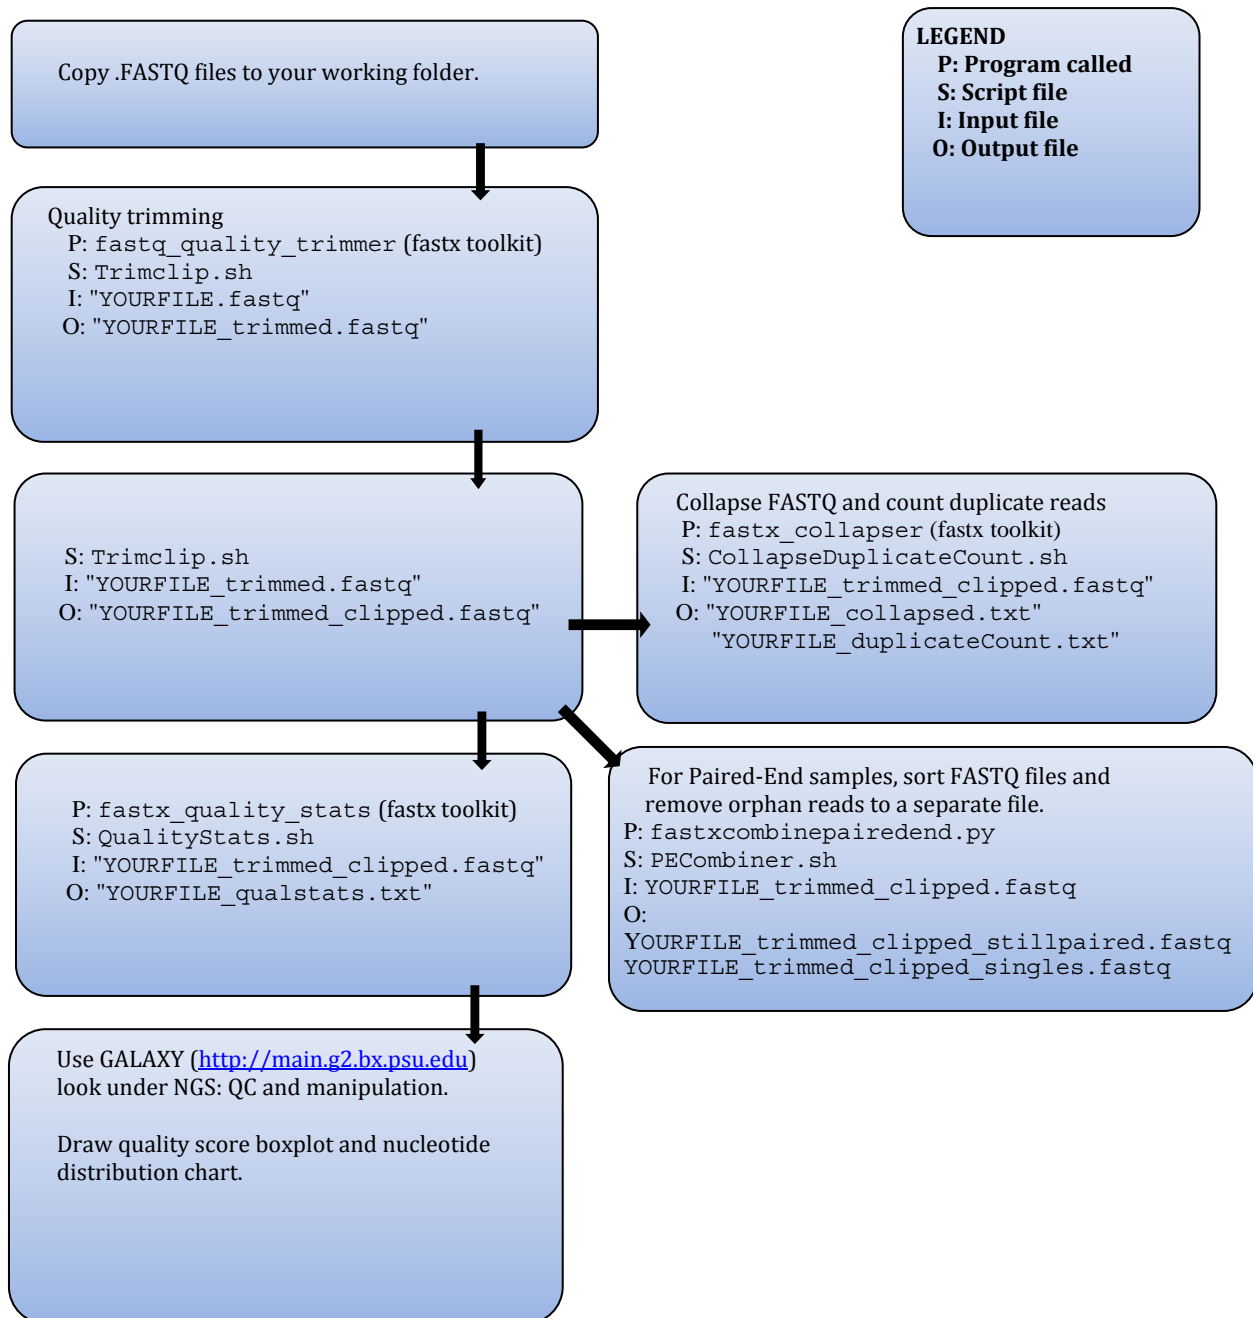 Copy .FASTQ files to your working folder.
LEGEND
P: Program called
S: Script file
I: Input file
O: Output file
Quality trimming
P: fastq_quality_trimmer (fastx toolkit)
S: Trimclip.sh
I: "YOURFILE.fastq"
O: "YOURFILE_trimmed.fastq"
S: Trimclip.sh
I: "YOURFILE_trimmed.fastq"
O: "YOURFILE_trimmed_clipped.fastq"
Collapse FASTQ and count duplicate reads
P: fastx_collapser (fastx toolkit)
S: CollapseDuplicateCount.sh
I: "YOURFILE_trimmed_clipped.fastq"
O: "YOURFILE_collapsed.txt"
"YOURFILE_duplicateCount.txt"
P: fastx_quality_stats (fastx toolkit)
S: QualityStats.sh
I: "YOURFILE_trimmed_clipped.fastq"
O: "YOURFILE_qualstats.txt"
For Paired-End samples, sort FASTQ files and
remove orphan reads to a separate file.
P: fastxcombinepairedend.py
S: PECombiner.sh
I: YOURFILE_trimmed_clipped.fastq
O:
YOURFILE_trimmed_clipped_stillpaired.fastq
YOURFILE_trimmed_clipped_singles.fastq
Use GALAXY (http://main.g2.bx.psu.edu)
look under NGS: QC and manipulation.
Draw quality score boxplot and nucleotide
distribution chart.